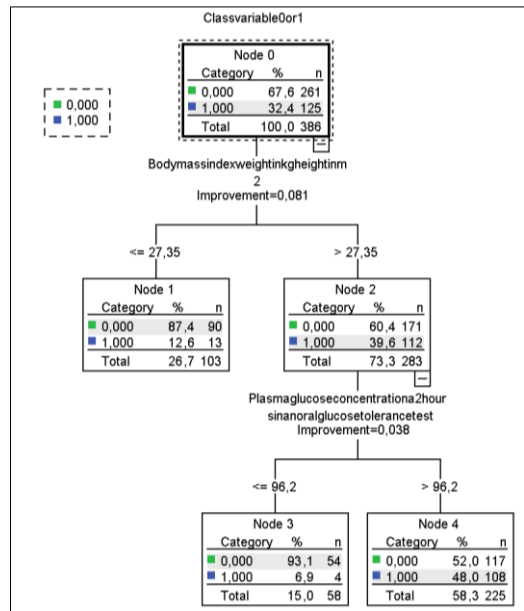 Classvariable0or1
Node 0
Category % n
0,000 67,6 261
1,000 32,4 125
Total 100,0 386
0,000
1,000
Bodymassindexweightinkgheightinm
2
Improvement=0,081
<= 27,35
> 27,35
Node 1
Category % n
0,000 87,4 90
1,000 12,6 13
Total 26,7 103
Node 2
Category % n
0,000 60,4 171
1,000 39,6 112
Total 73,3 283
Plasmaglucoseconcentrationa2hour
sinanoralglucosetolerancetest
Improvement=0,038
<= 96,2
> 96,2
Node 3
Category % n
0,000 93,1 54
1,000 6,9 4
Total 15,0 58
Node 4
Category % n
0,000 52,0 117
1,000 48,0 108
Total 58,3 225